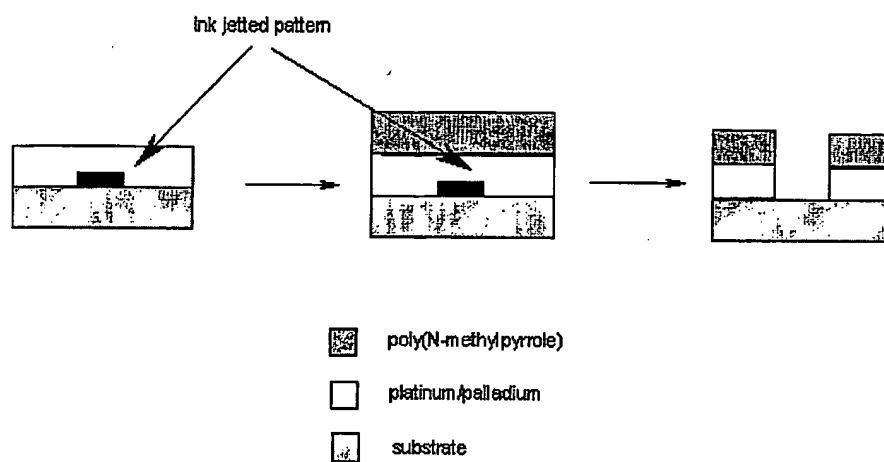 Ink jetted pattern
poly(N-methylpyrrole)
platinum/palladium
substrate